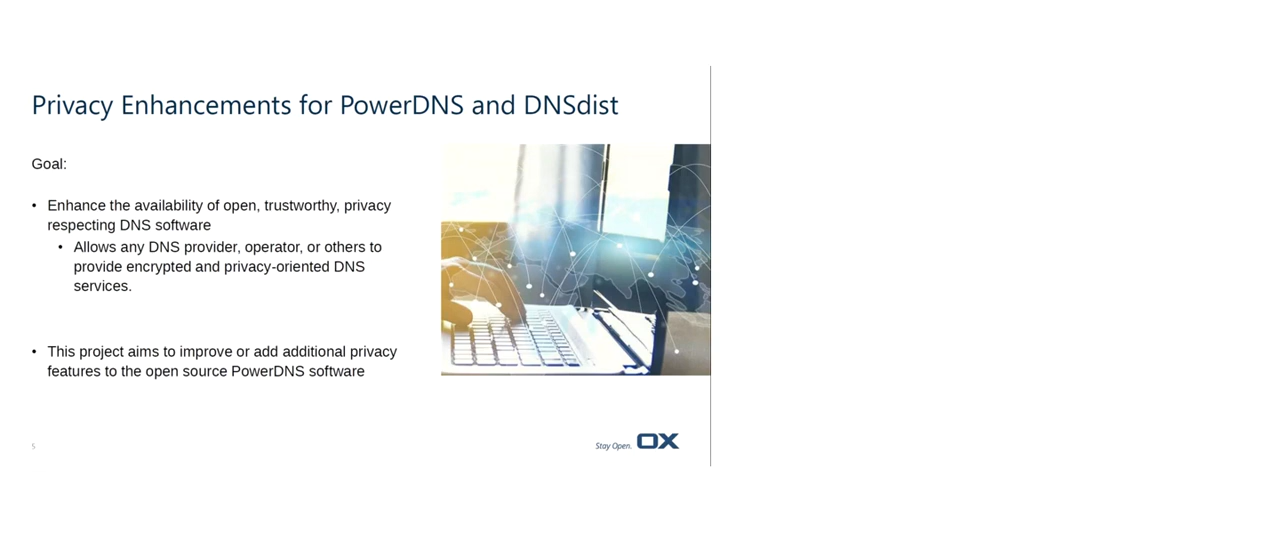 Privacy Enhancements for PowerDNS and DNSdist
Goal:
• Enhance the availability of open, trustworthy, privacy
respecting DNS software
• Allows any DNS provider, operator, or others to
provide encrypted and privacy-oriented DNS
services.
• This project aims to improve or add additional privacy
features to the open source PowerDNS software
5
Stay Open. OX